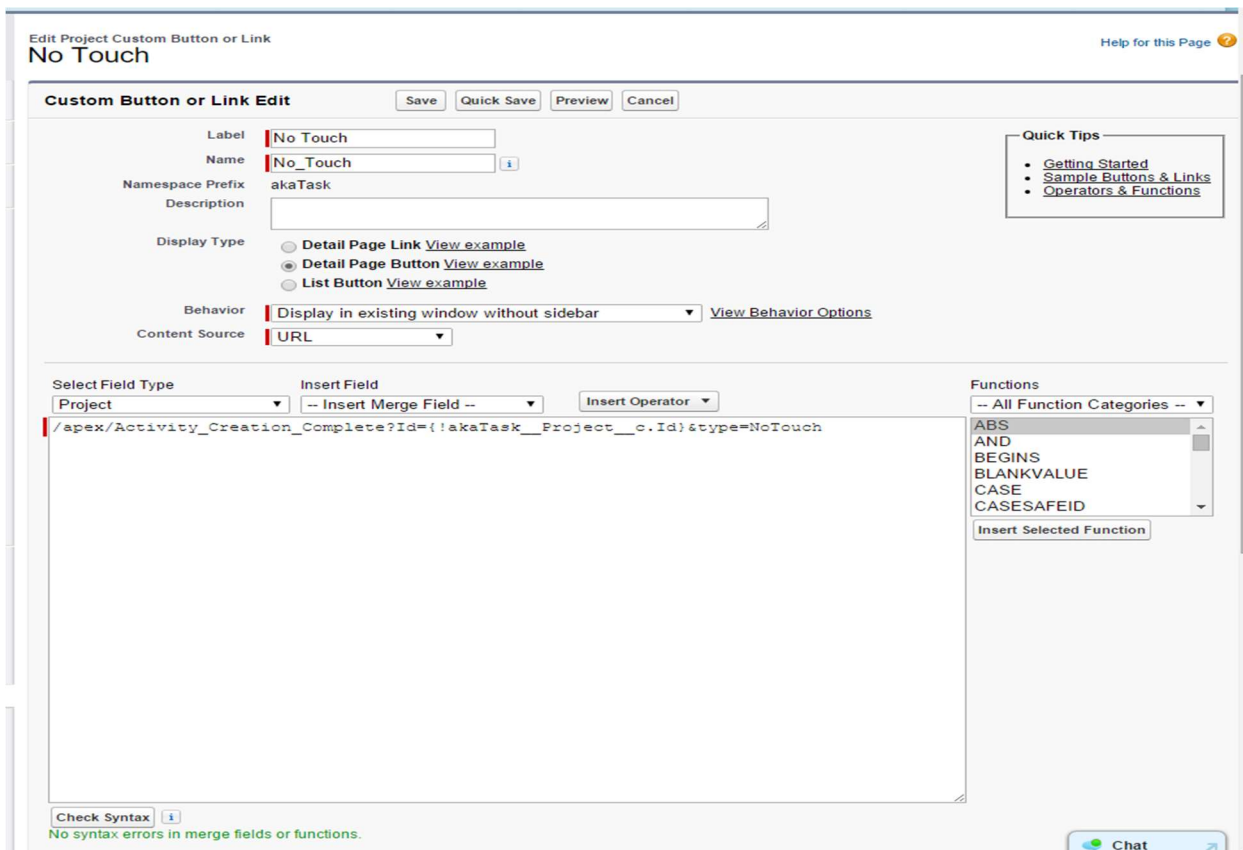 Edit Project Custom Button or Link
No Touch
Help for this Page
Custom Button or Link Edit
Save Quick Save Preview Cancel
Label No Touch
Name No_Touch
Namespace Prefix akaTask
Description
Display Type
Detail Page Link View example
Detail Page Button View example
List Button View example
Behavior Display in existing window without sidebar View Behavior Options
Content Source URL
Quick Tips
Getting Started
Sample Buttons & Links
Operators & Functions
Select Field Type Insert Field Functions
Project -- Insert Merge Field -- Insert Operator -- All Function Categories --
/apex/Activity_Creation_Complete?Id={!akaTask__Project__c.Id}&type=NoTouch
ABS
AND
BEGINS
BLANKVALUE
CASE
CASESAFEID
Insert Selected Function
Check Syntax
No syntax errors in merge fields or functions.
Chat